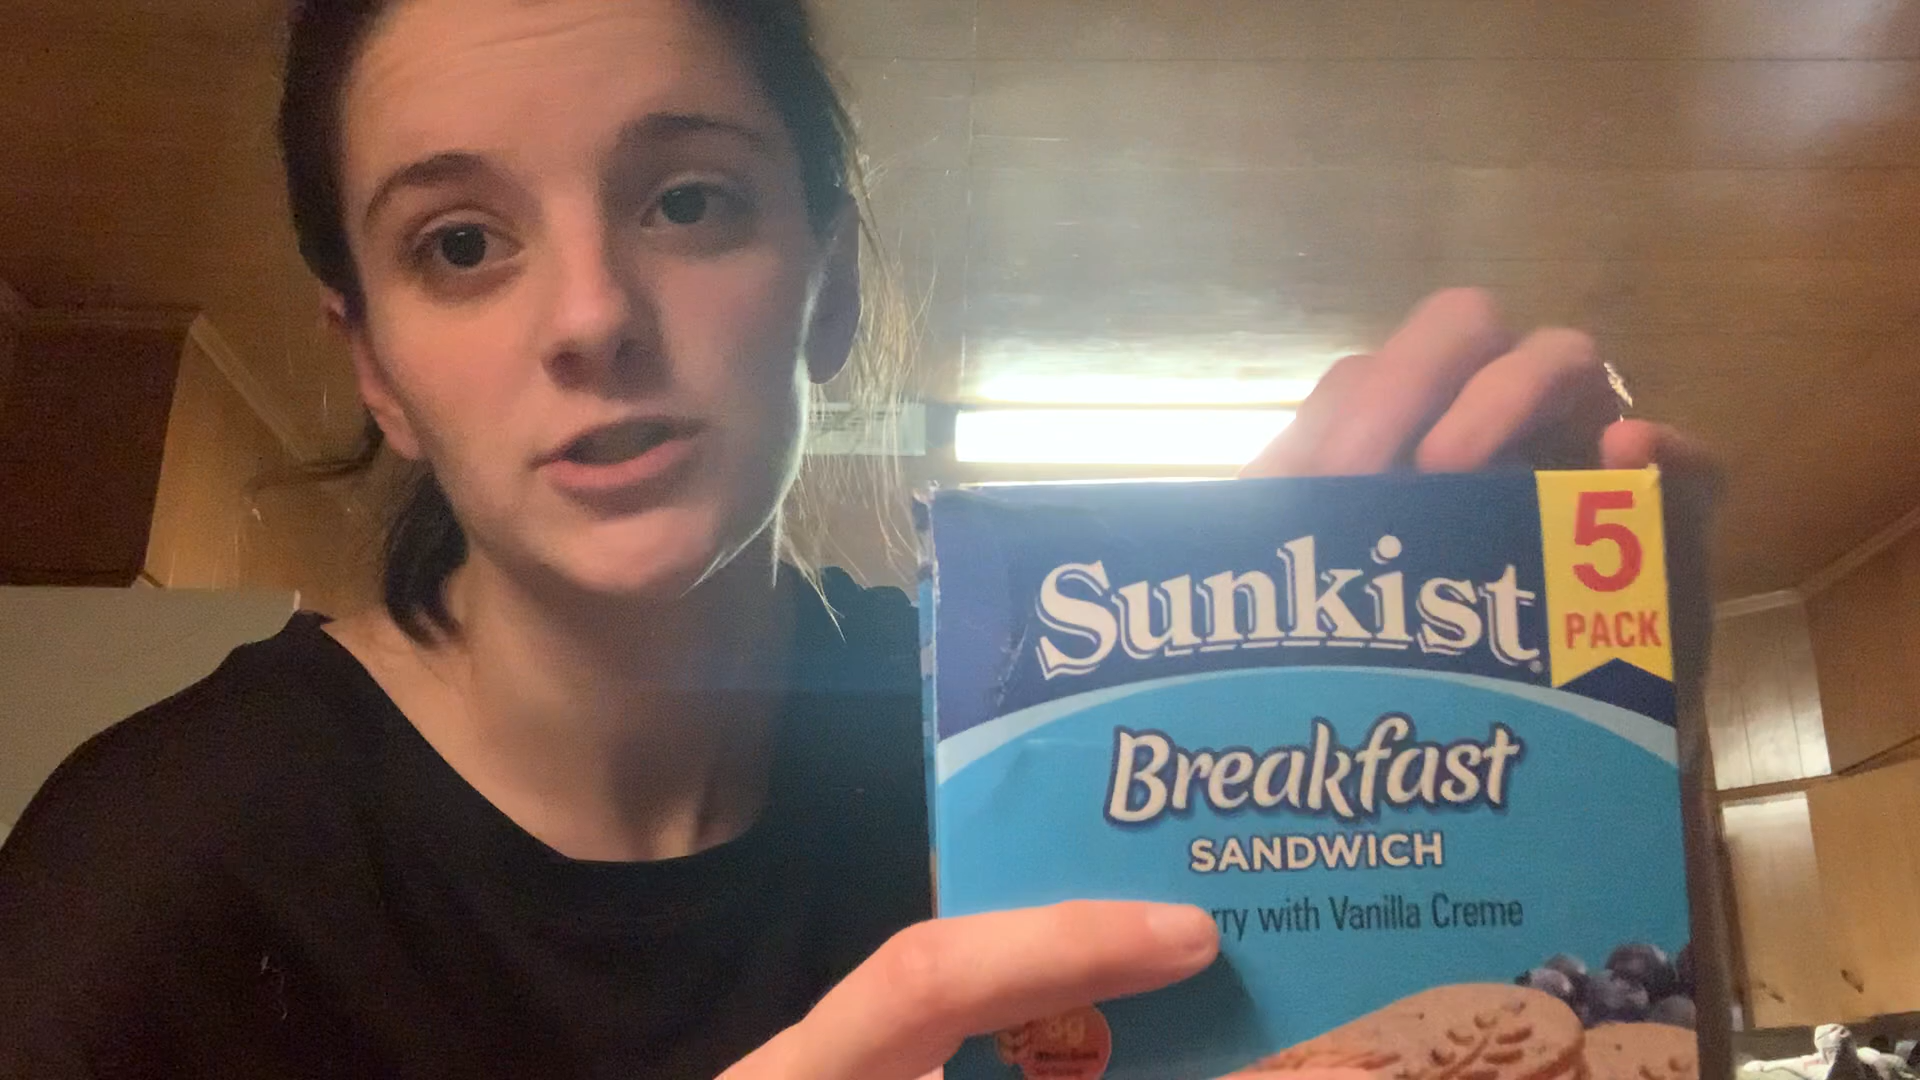 Sunkist
5
PACK
Breakfast
SANDWICH
rry with Vanilla Creme